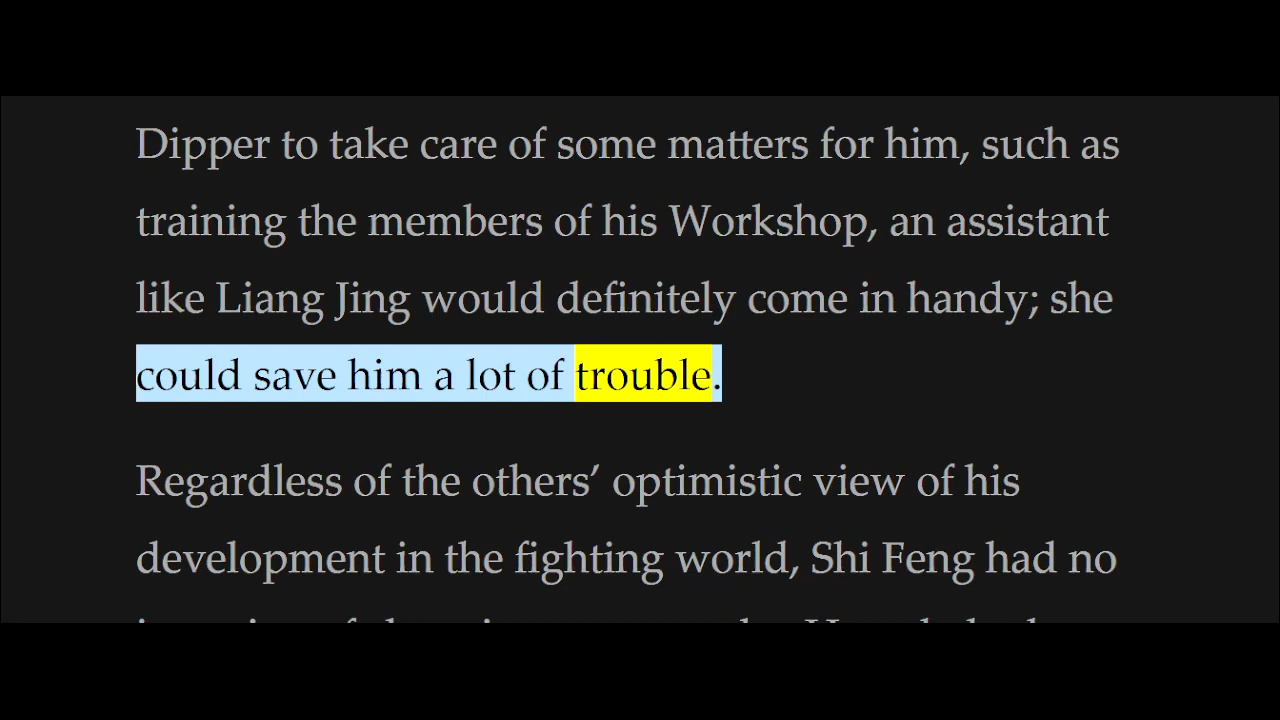 Dipper to take care of some matters for him, such as
training the members of his Workshop, an assistant
like Liang Jing would definitely come in handy; she
could save him a lot of trouble.
Regardless of the others’ optimistic view of his
development in the fighting world, Shi Feng had no